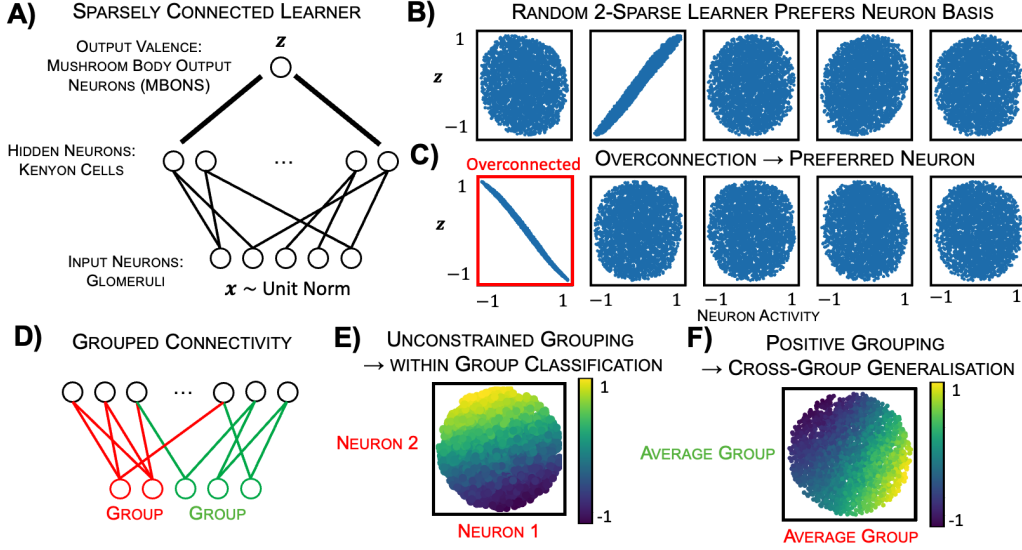 A) SPARSELY CONNECTED LEARNER
OUTPUT VALENCE:
MUSHROOM BODY OUTPUT
NEURONS (MBONS)
z
HIDDEN NEURONS:
KENYON CELLS
...
INPUT NEURONS:
GLOMERULI
x ~ Unit Norm
B) RANDOM 2-SPARSE LEARNER PREFERS NEURON BASIS
1
z
−1
C) Overconnected OVERCONNECTION → PREFERRED NEURON
1
z
−1
−1 1 −1 1 −1 1 −1 1 −1 1
NEURON ACTIVITY
D) GROUPED CONNECTIVITY
...
GROUP GROUP
E) UNCONSTRAINED GROUPING
→ WITHIN GROUP CLASSIFICATION
1
NEURON 2
-1
NEURON 1
F) POSITIVE GROUPING
→ CROSS-GROUP GENERALISATION
1
AVERAGE GROUP
-1
AVERAGE GROUP